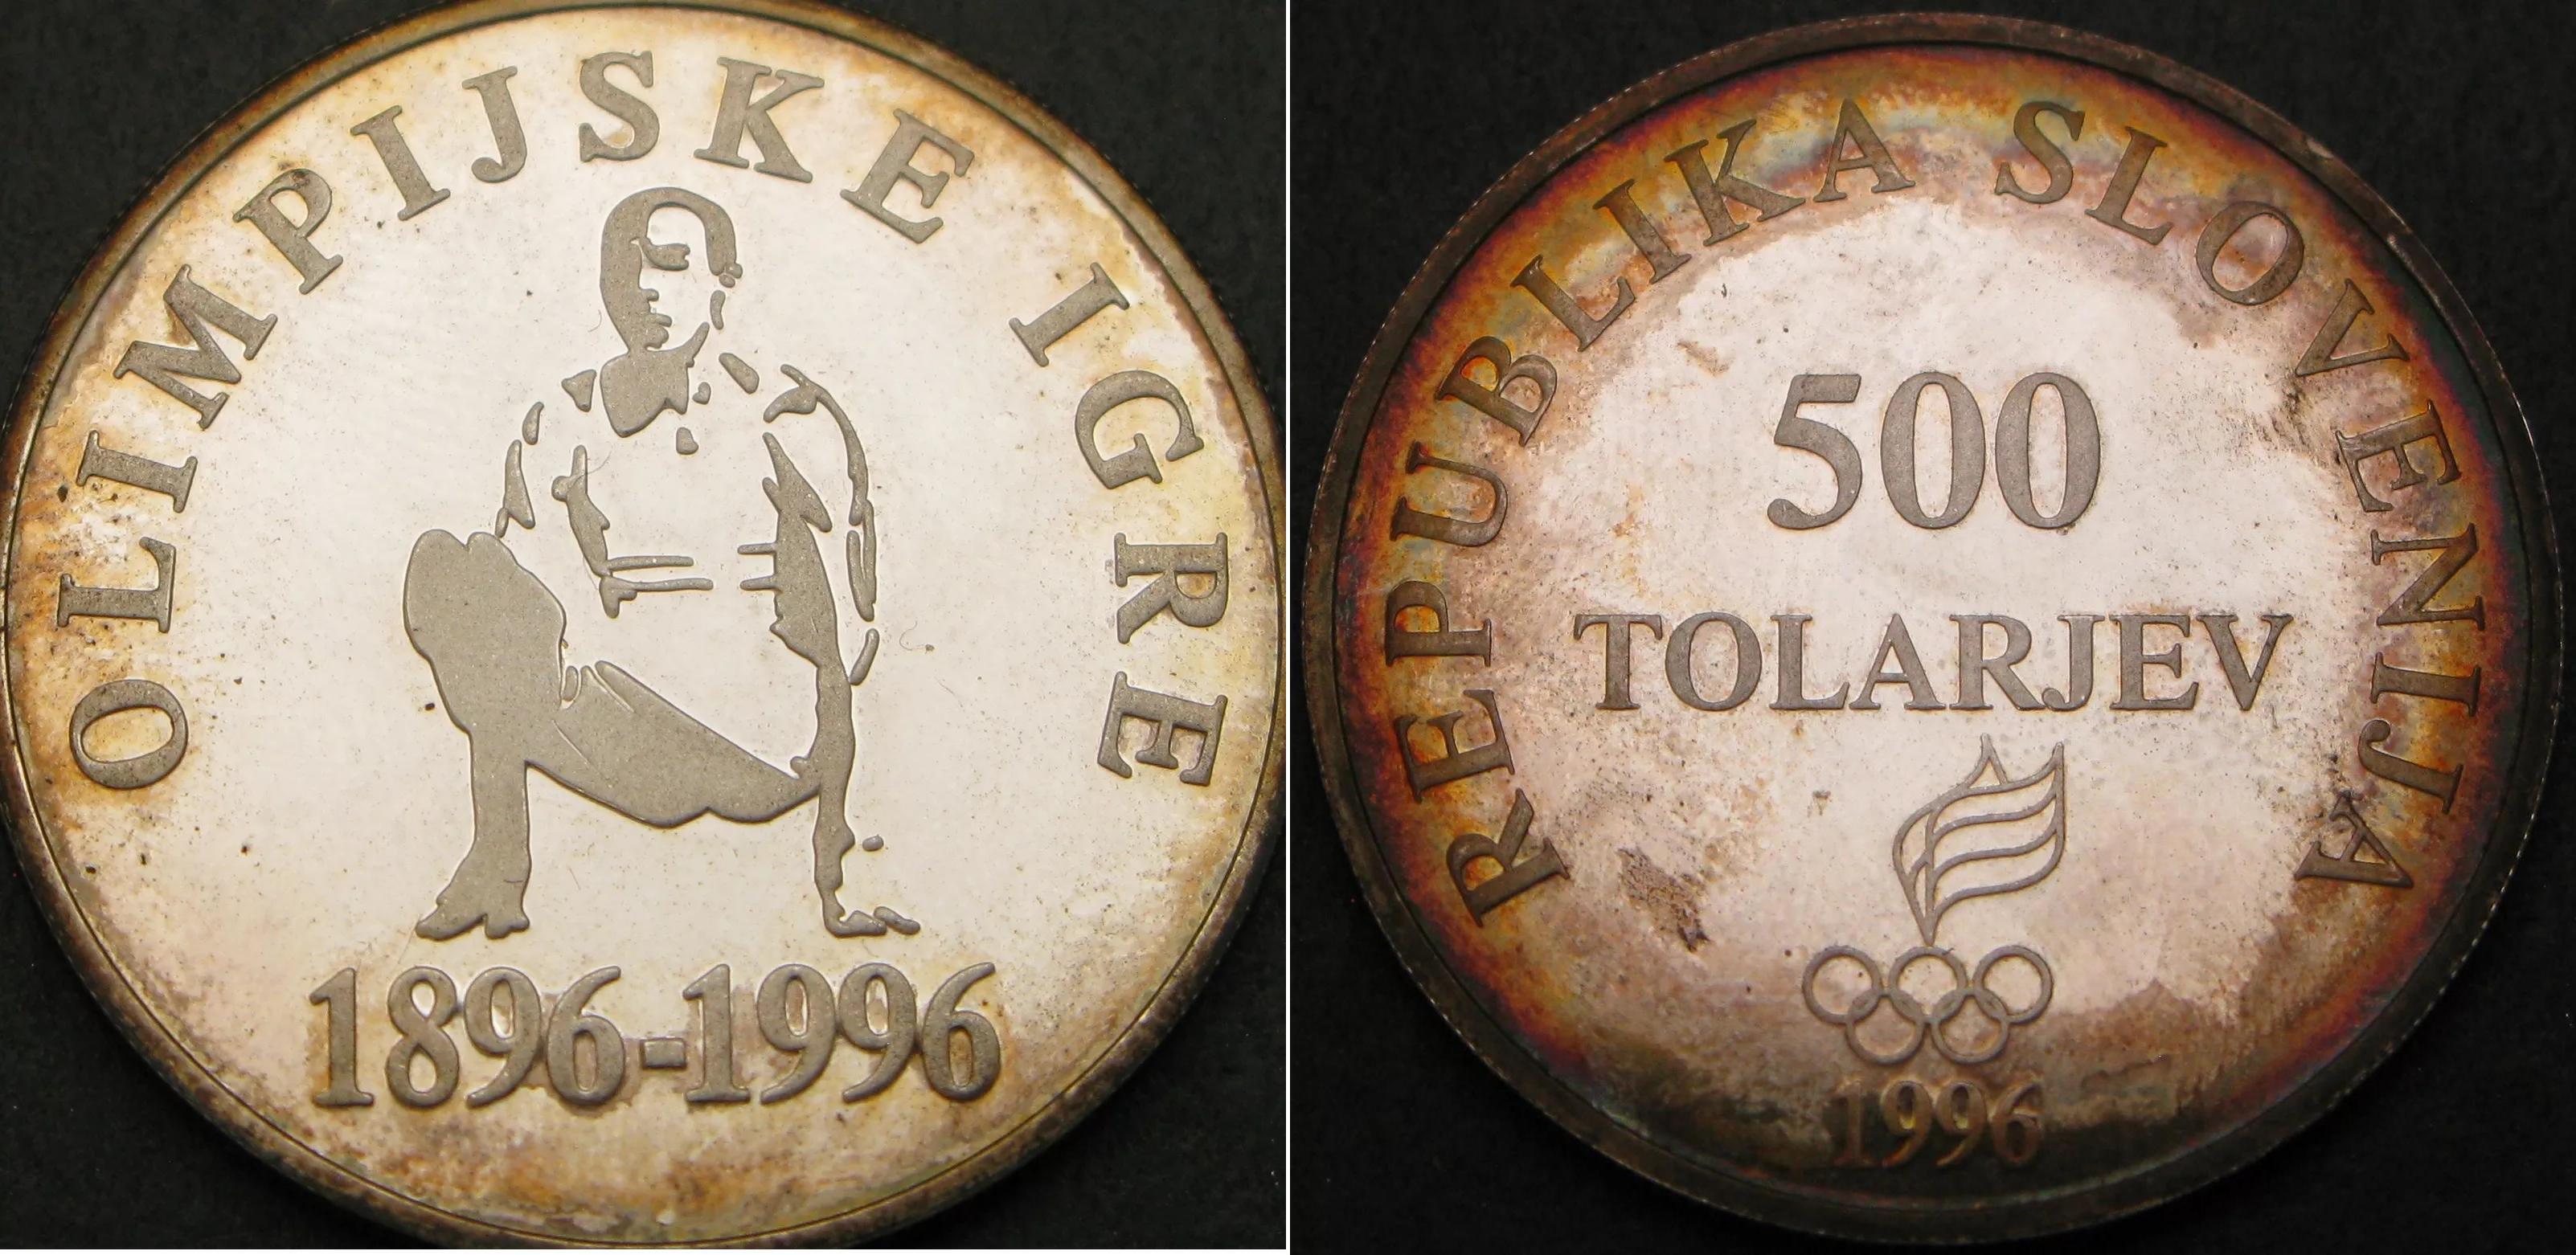 OLIMPIJSKE IGRE
1896-1996
REPUBLIKA SLOVENIJA
500
TOLARJEV
1996